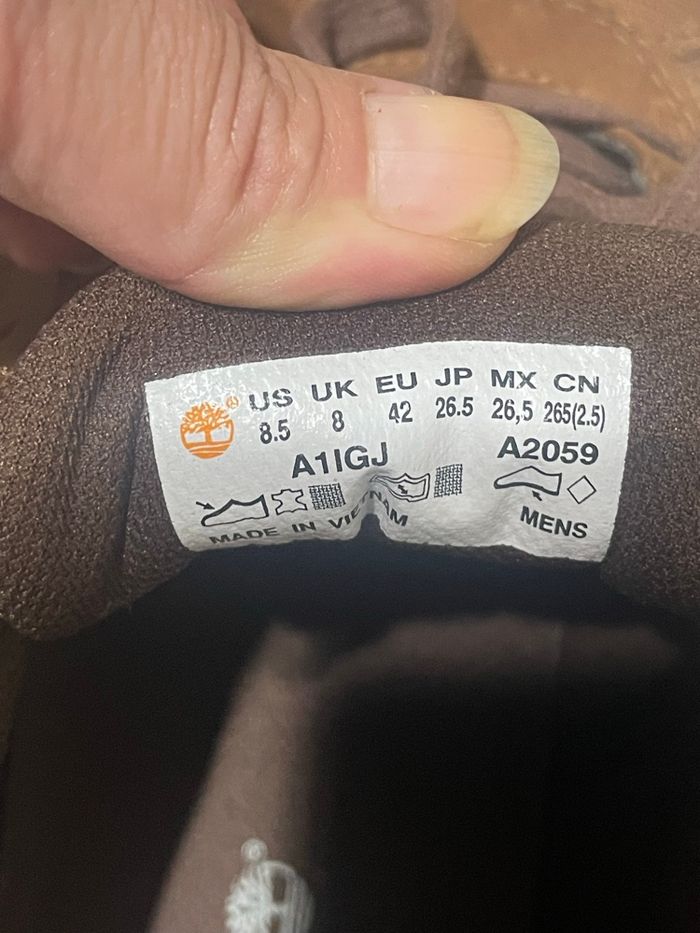 US UK EU JP MX CN
8.5 8 42 26.5 26,5 265(2.5)
A1IGJ A2059
MADE IN VIETNAM MENS